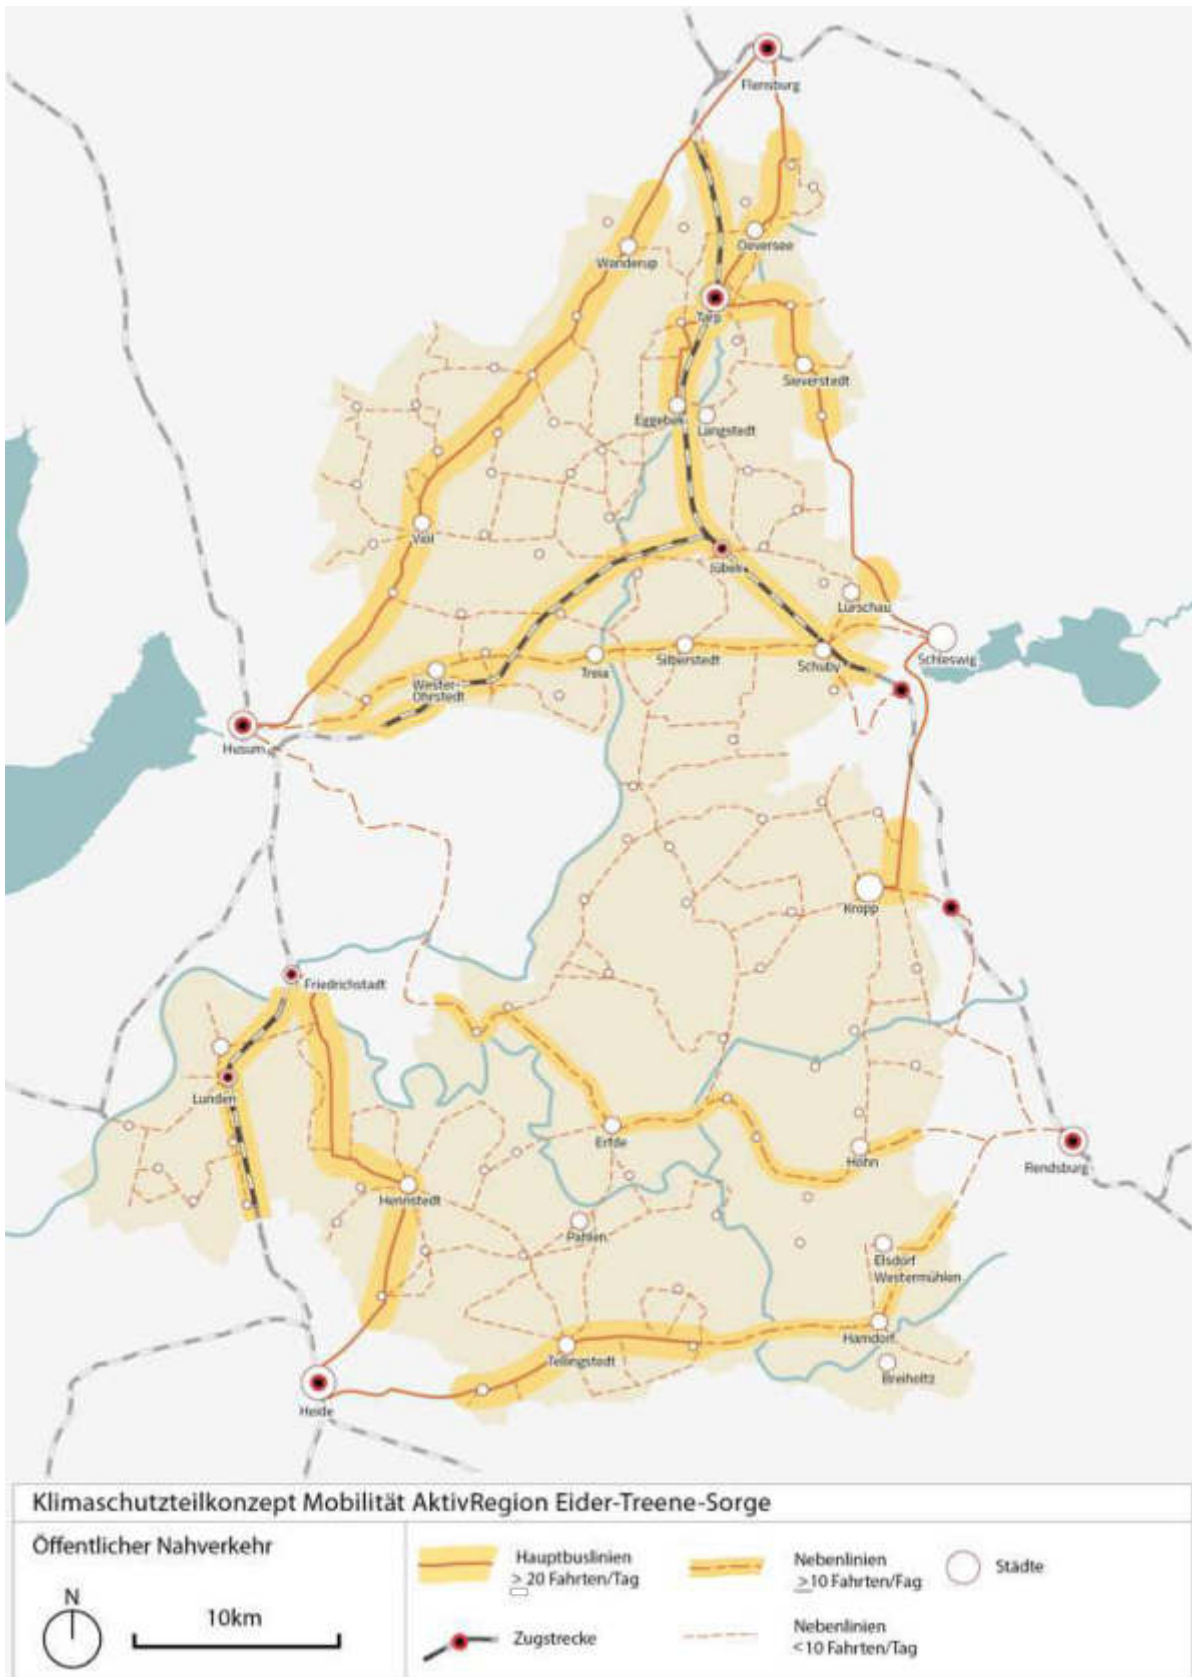 Flensburg
Oeversee
Wanderup
Tarp
Sieverstedt
Eggebek
Langstedt
Viöl
Jübek
Lürschau
Schleswig
Silberstedt
Schuby
Treia
Wester-
Ohrstedt
Husum
Kropp
Friedrichstadt
Lunden
Erfde
Hohn
Rendsburg
Hennstedt
Pahlen
Elsdorf
Westermühlen
Hamdorf
Tellingstedt
Breiholtz
Heide
Klimaschutzteilkonzept Mobilität AktivRegion Eider-Treene-Sorge
Öffentlicher Nahverkehr
N
10km
Hauptbuslinien
> 20 Fahrten/Tag
Zugstrecke
Nebenlinien
≥10 Fahrten/Fag
Nebenlinien
<10 Fahrten/Tag
Städte